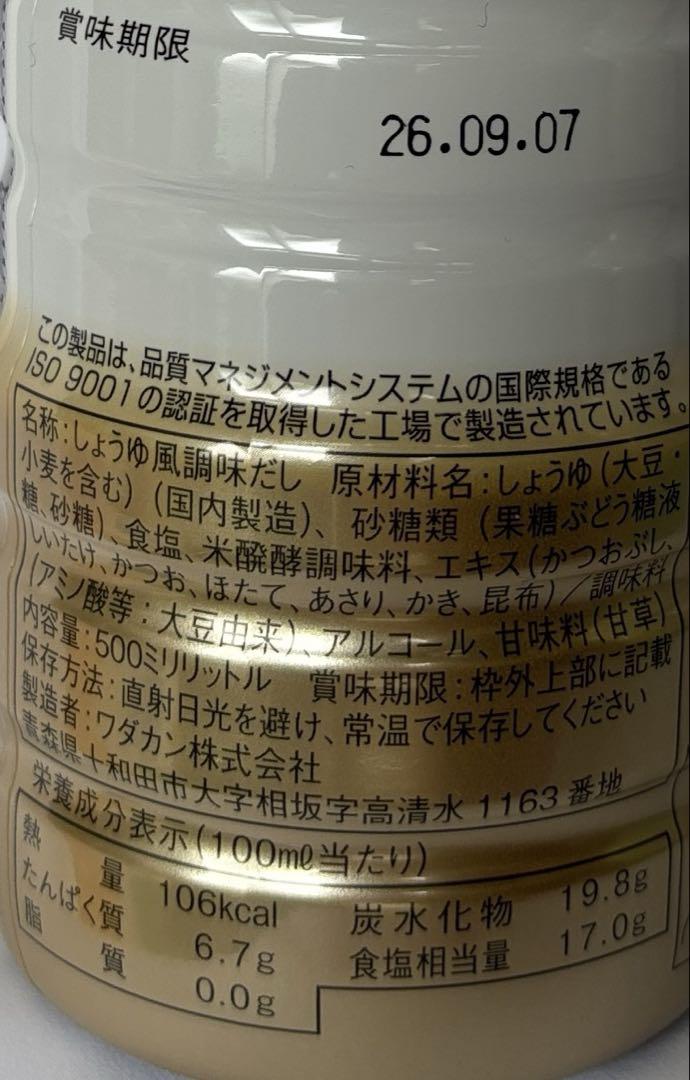 賞味期限
26.09.07
この製品は、品質マネジメントシステムの国際規格である
ISO 9001の認証を取得した工場で製造されています。
名称：しょうゆ風調味だし　原材料名：しょうゆ（大豆・
小麦を含む）（国内製造）、砂糖類（果糖ぶどう糖液
糖、砂糖）、食塩、米醗酵調味料、エキス（かつおぶし、
しいたけ、かつお、ほたて、あさり、かき、昆布）／調味料
（アミノ酸等：大豆由来）、アルコール、甘味料（甘草）
内容量：500ミリリットル　賞味期限：枠外上部に記載
保存方法：直射日光を避け、常温で保存してください
製造者：ワダカン株式会社
青森県十和田市大字相坂字高清水 1163 番地
栄養成分表示（100mℓ当たり）
熱量 106kcal 炭水化物 19.8g
たんぱく質 6.7g 食塩相当量 17.0g
脂質 0.0g